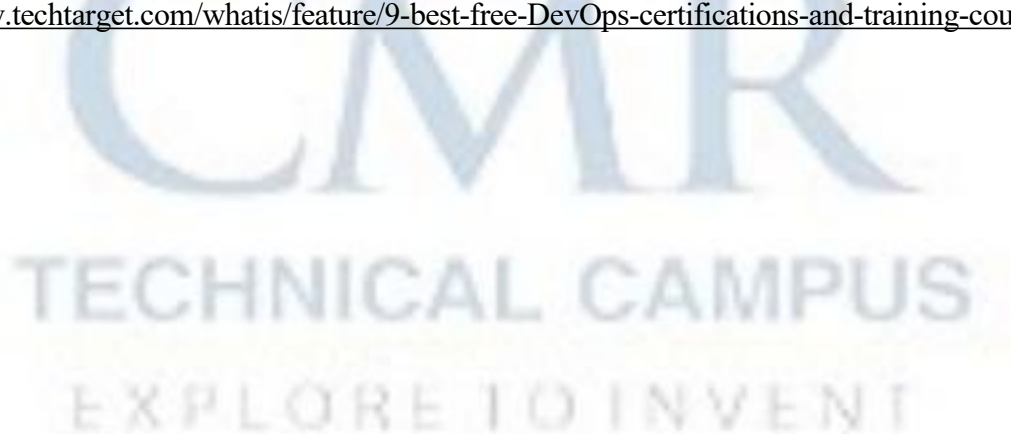 w.techtarget.com/whatis/feature/9-best-free-DevOps-certifications-and-training-cou
CMR
TECHNICAL CAMPUS
EXPLORE TO INVENT